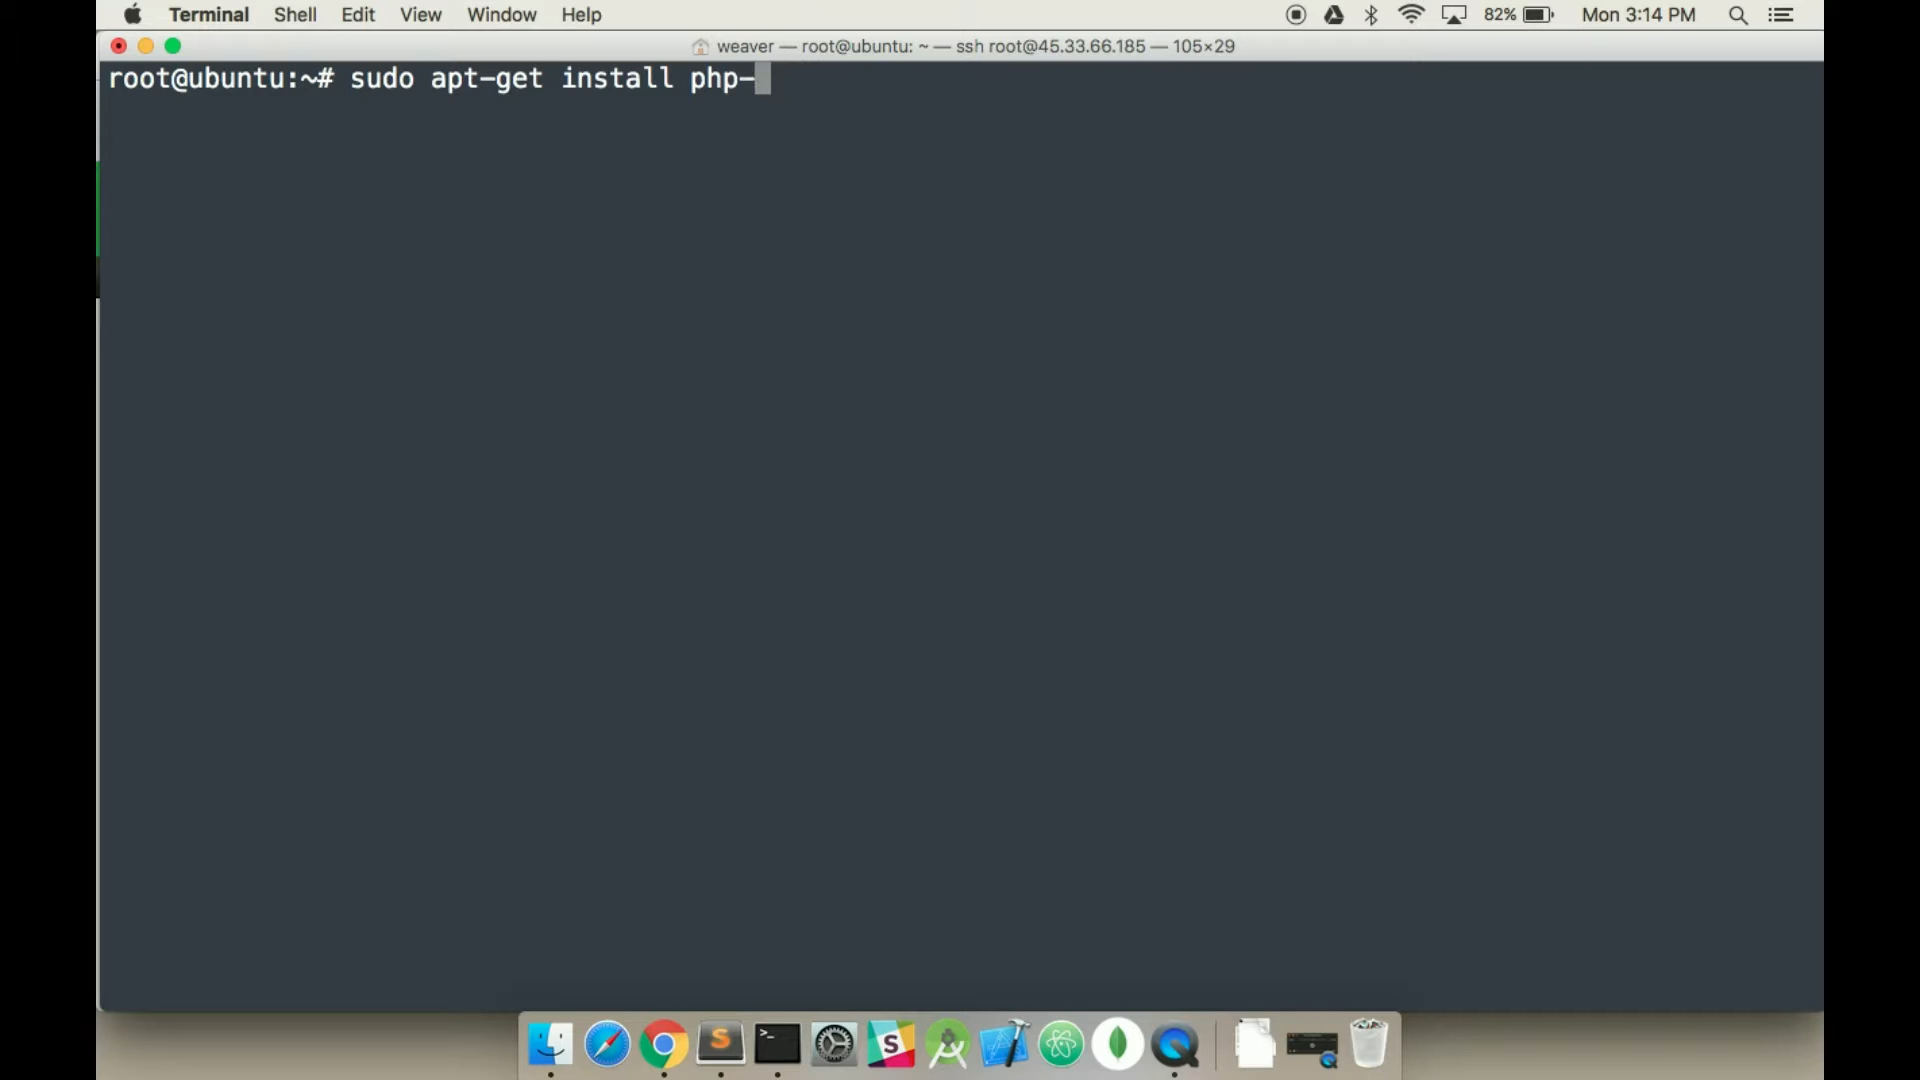 Terminal Shell Edit View Window Help 82% Mon 3:14 PM
weaver — root@ubuntu: ~ — ssh root@45.33.66.185 — 105×29
root@ubuntu:~# sudo apt-get install php-
S >_ S